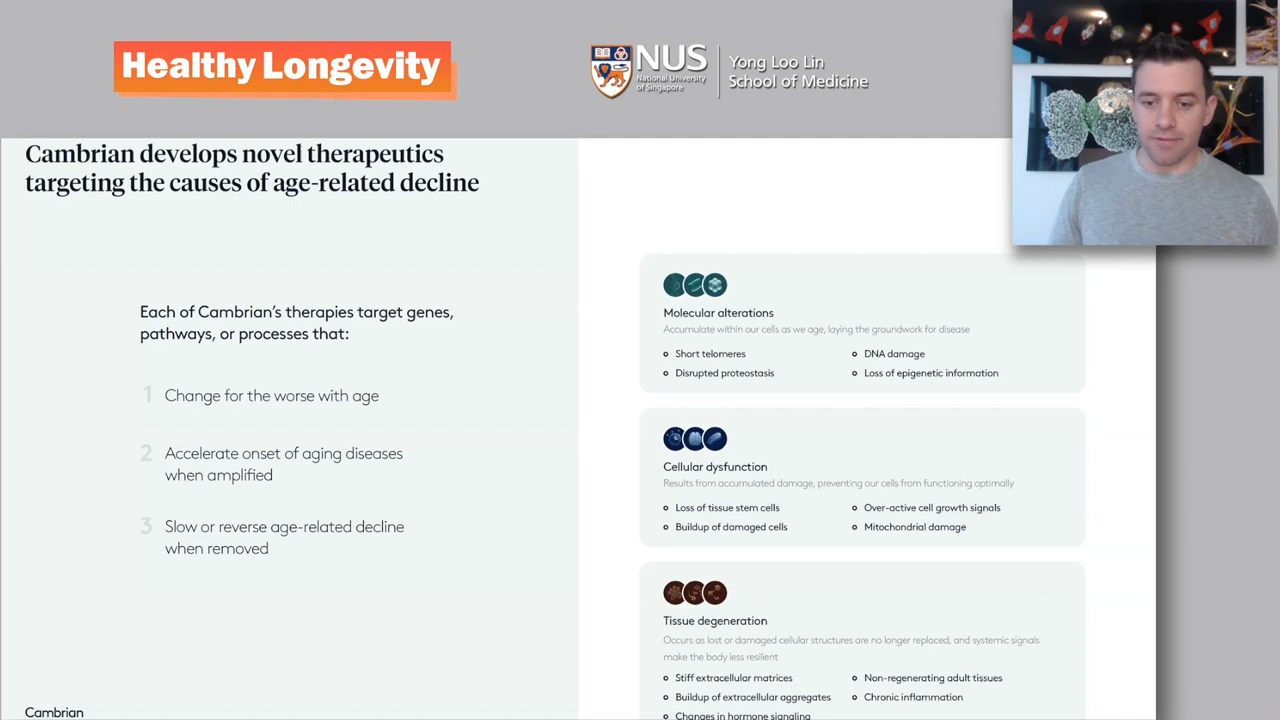 Healthy Longevity
NUS
National University
of Singapore
Yong Loo Lin
School of Medicine
Cambrian develops novel therapeutics
targeting the causes of age-related decline
Each of Cambrian's therapies target genes,
pathways, or processes that:
1 Change for the worse with age
2 Accelerate onset of aging diseases
when amplified
3 Slow or reverse age-related decline
when removed
Cambrian
Molecular alterations
Accumulate within our cells as we age, laying the groundwork for disease
Short telomeres
DNA damage
Disrupted proteostasis
Loss of epigenetic information
Cellular dysfunction
Results from accumulated damage, preventing our cells from functioning optimally
Loss of tissue stem cells
Over-active cell growth signals
Buildup of damaged cells
Mitochondrial damage
Tissue degeneration
Occurs as lost or damaged cellular structures are no longer replaced, and systemic signals
make the body less resilient
Stiff extracellular matrices
Non-regenerating adult tissues
Buildup of extracellular aggregates
Chronic inflammation
Changes in hormone signaling